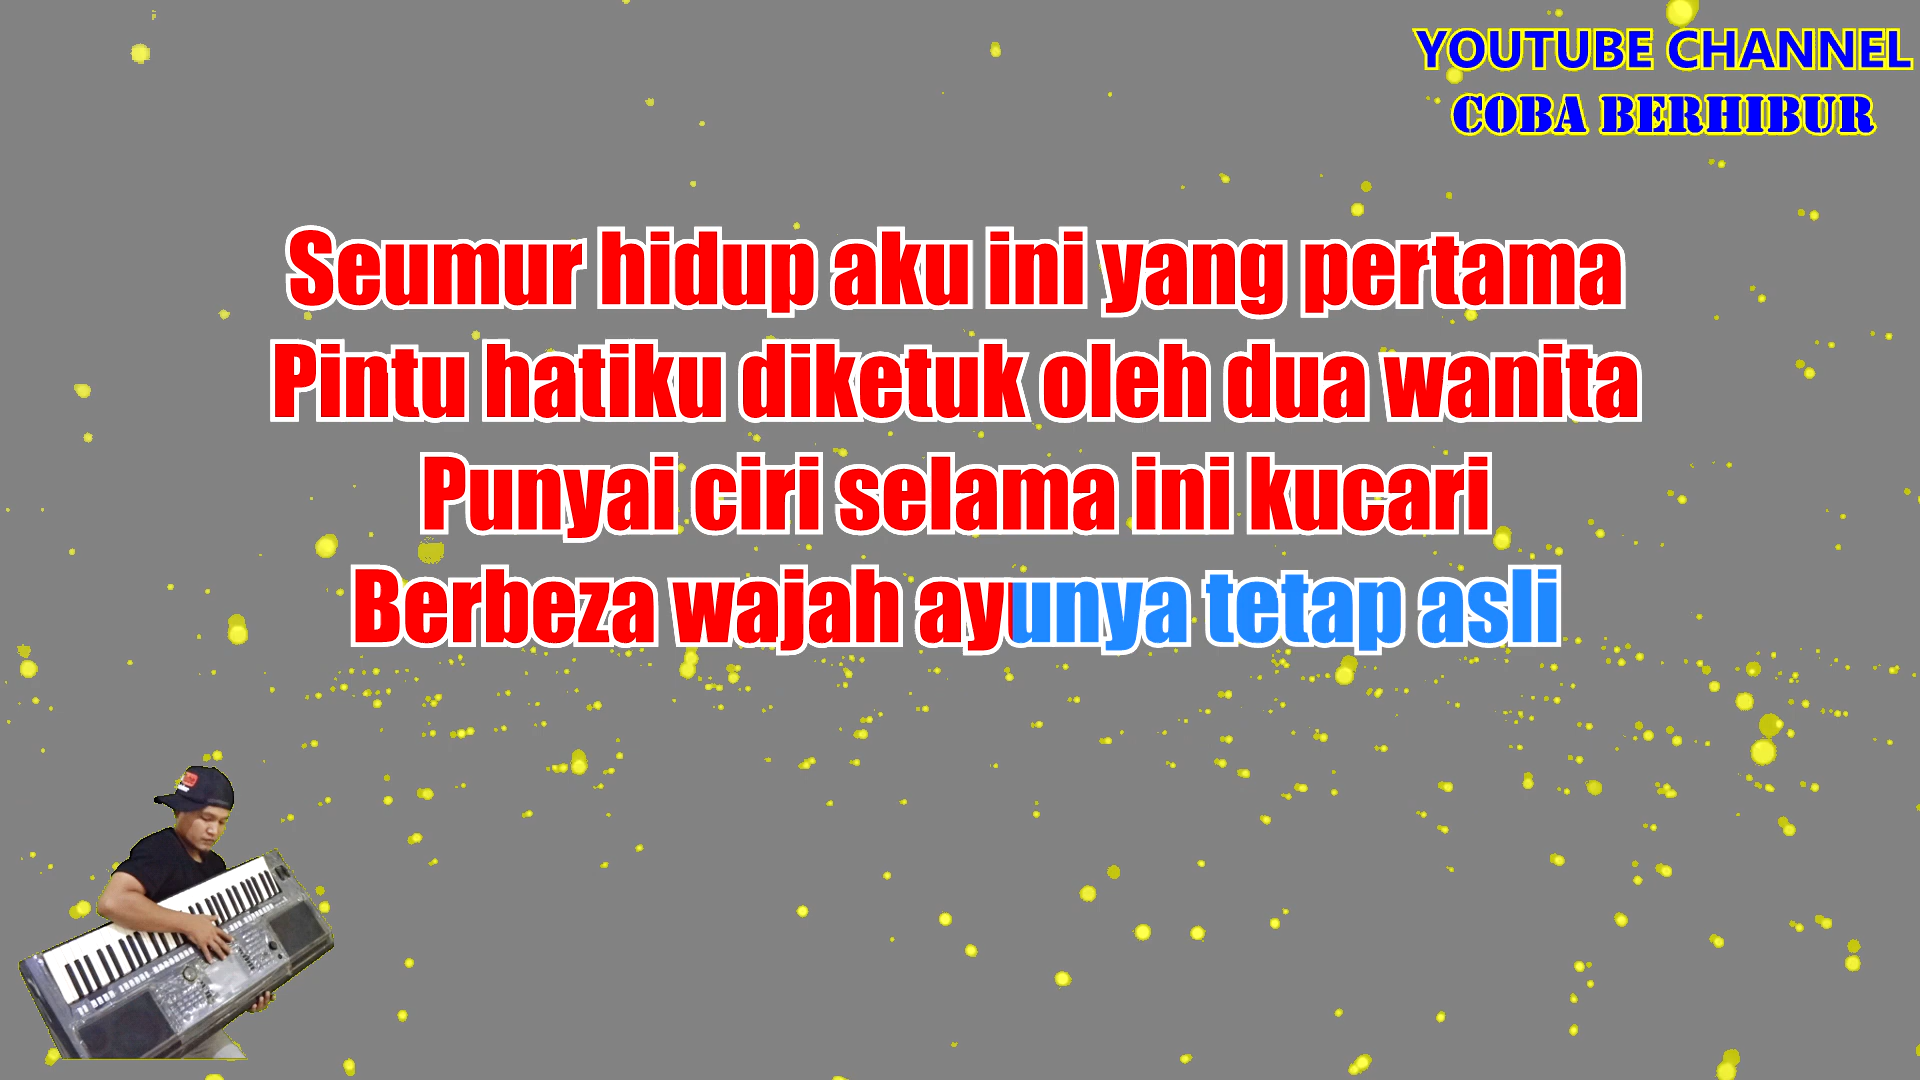 YOUTUBE CHANNEL
COBA BERHIBUR
Seumur hidup aku ini yang pertama
Pintu hatiku diketuk oleh dua wanita
Punyai ciri selama ini kucari
Berbeza wajah ayunya tetap asli